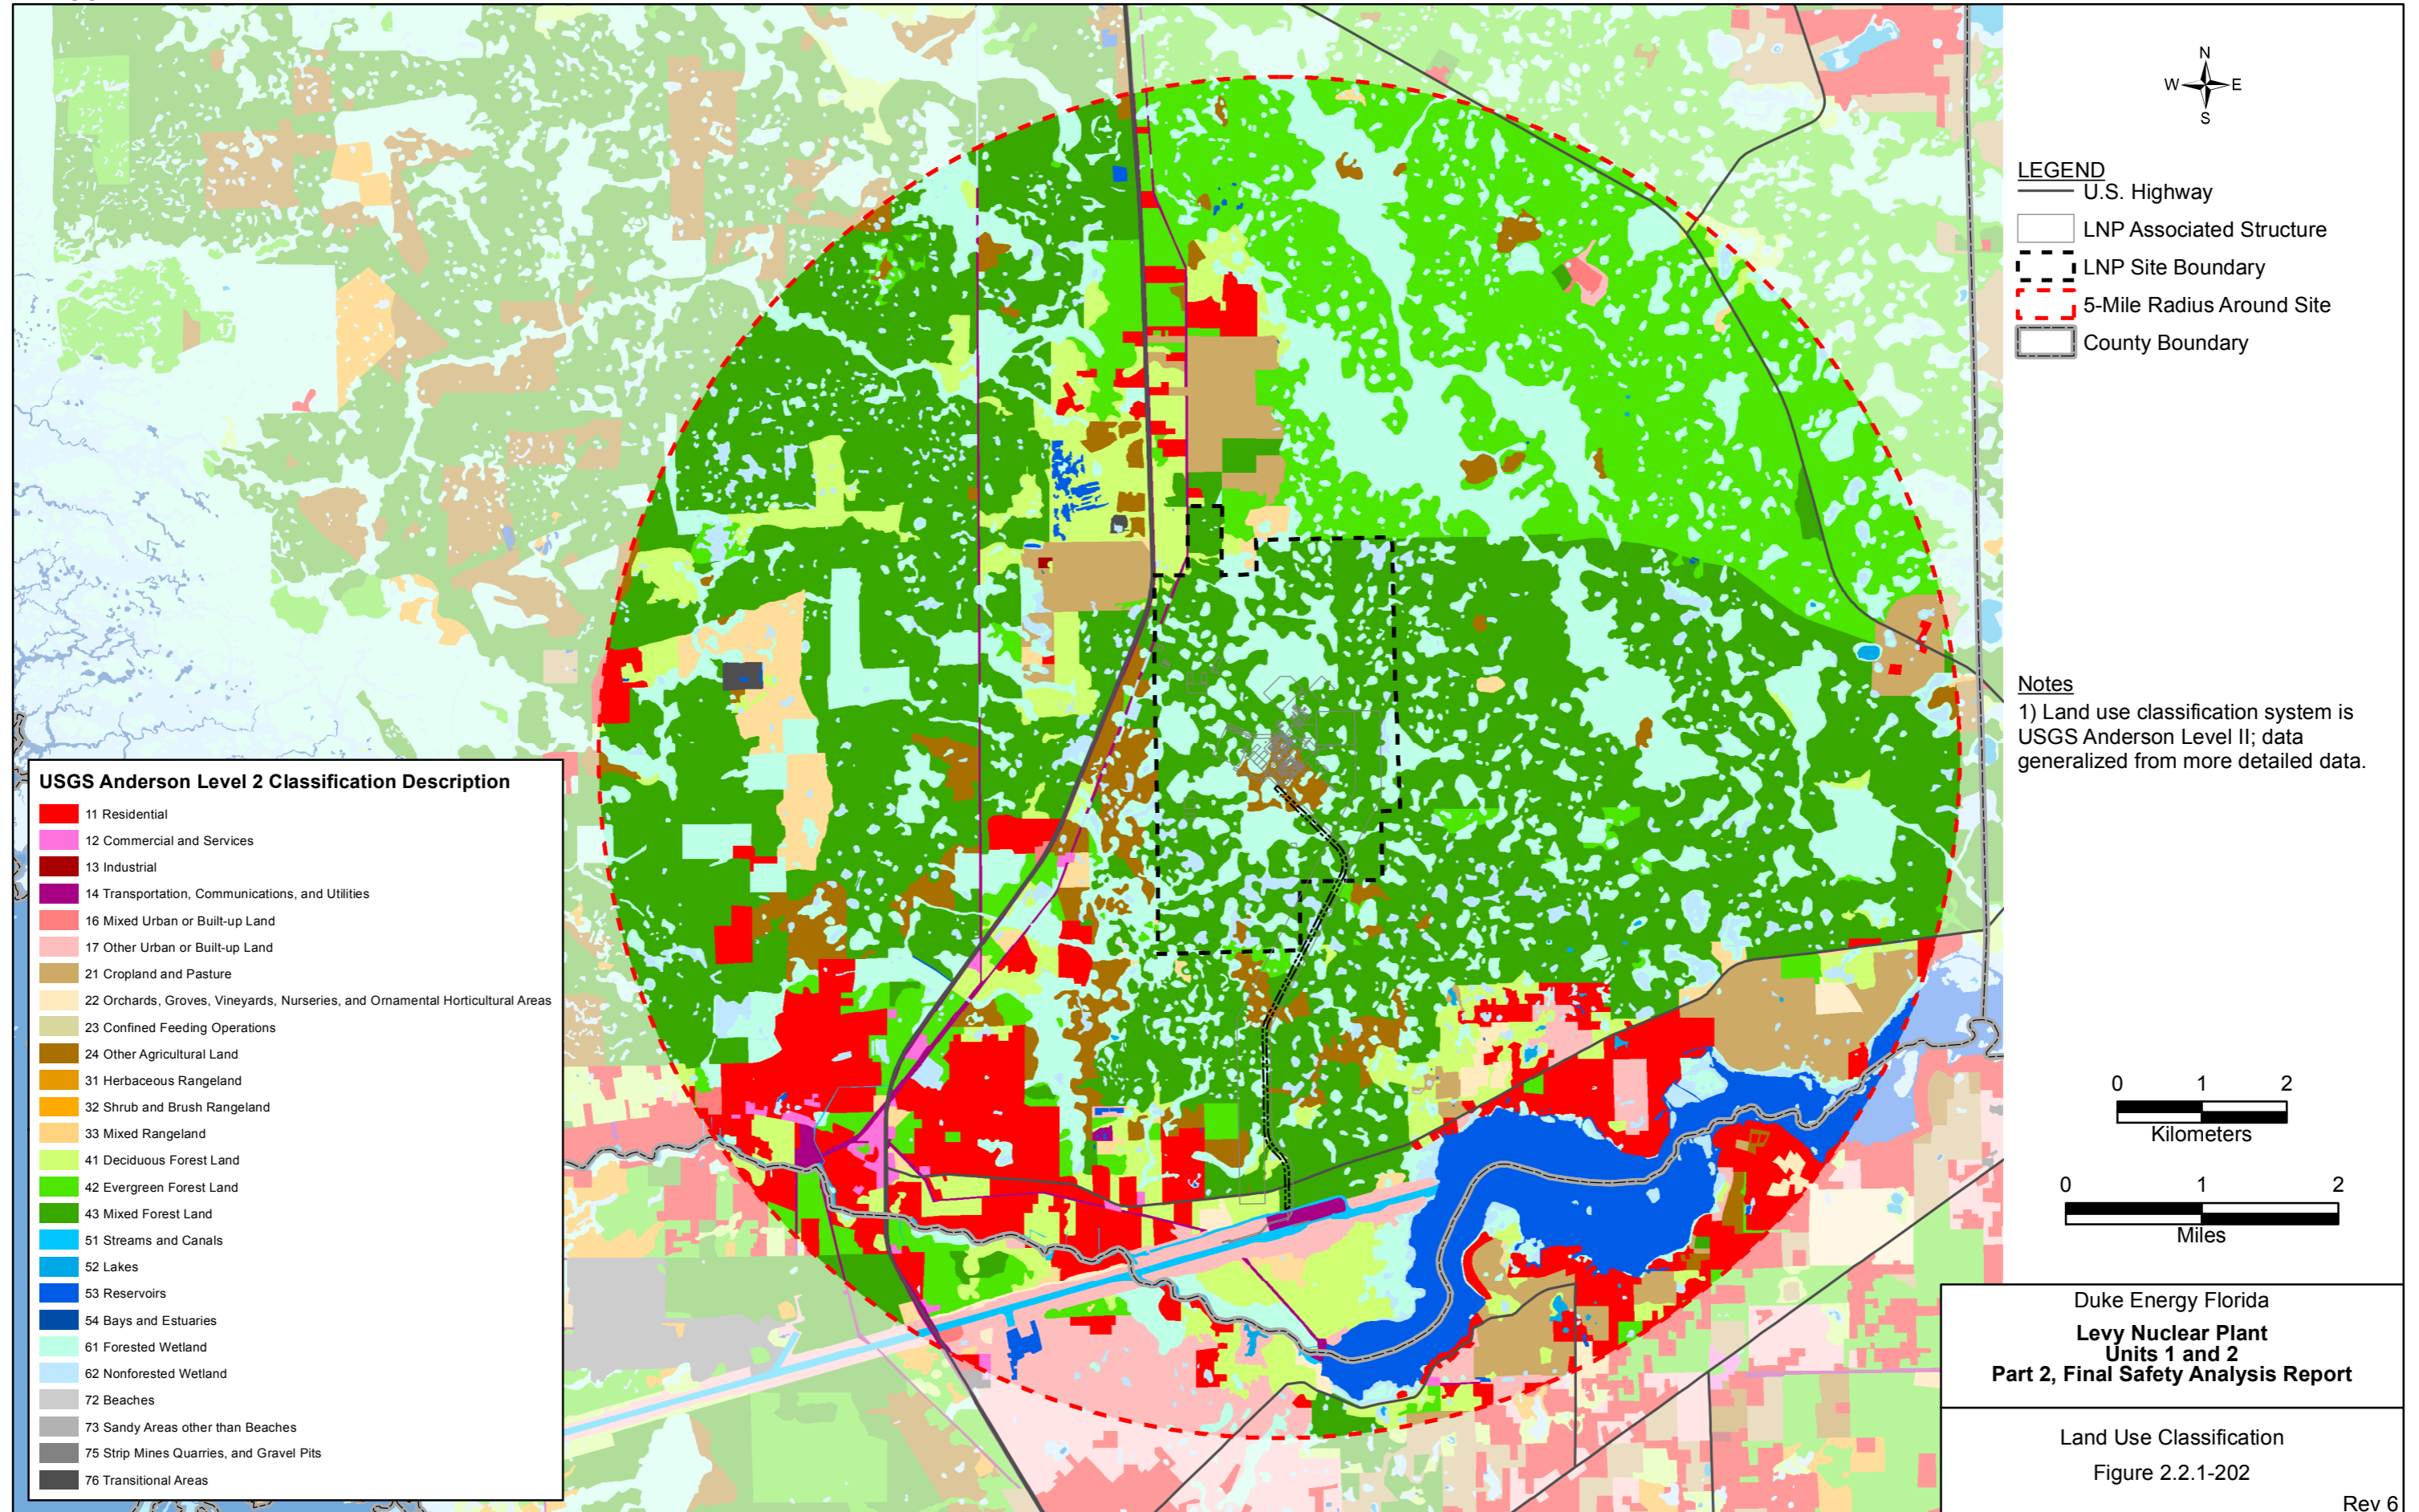 N
W E
S
LEGEND
U.S. Highway
LNP Associated Structure
LNP Site Boundary
5-Mile Radius Around Site
County Boundary
Notes
1) Land use classification system is
USGS Anderson Level II; data
generalized from more detailed data.
USGS Anderson Level 2 Classification Description
11 Residential
12 Commercial and Services
13 Industrial
14 Transportation, Communications, and Utilities
16 Mixed Urban or Built-up Land
17 Other Urban or Built-up Land
21 Cropland and Pasture
22 Orchards, Groves, Vineyards, Nurseries, and Ornamental Horticultural Areas
23 Confined Feeding Operations
24 Other Agricultural Land
31 Herbaceous Rangeland
32 Shrub and Brush Rangeland
33 Mixed Rangeland
41 Deciduous Forest Land
42 Evergreen Forest Land
43 Mixed Forest Land
51 Streams and Canals
52 Lakes
53 Reservoirs
54 Bays and Estuaries
61 Forested Wetland
62 Nonforested Wetland
72 Beaches
73 Sandy Areas other than Beaches
75 Strip Mines Quarries, and Gravel Pits
76 Transitional Areas
0 1 2
Kilometers
0 1 2
Miles
Duke Energy Florida
Levy Nuclear Plant
Units 1 and 2
Part 2, Final Safety Analysis Report
Land Use Classification
Figure 2.2.1-202
Rev 6